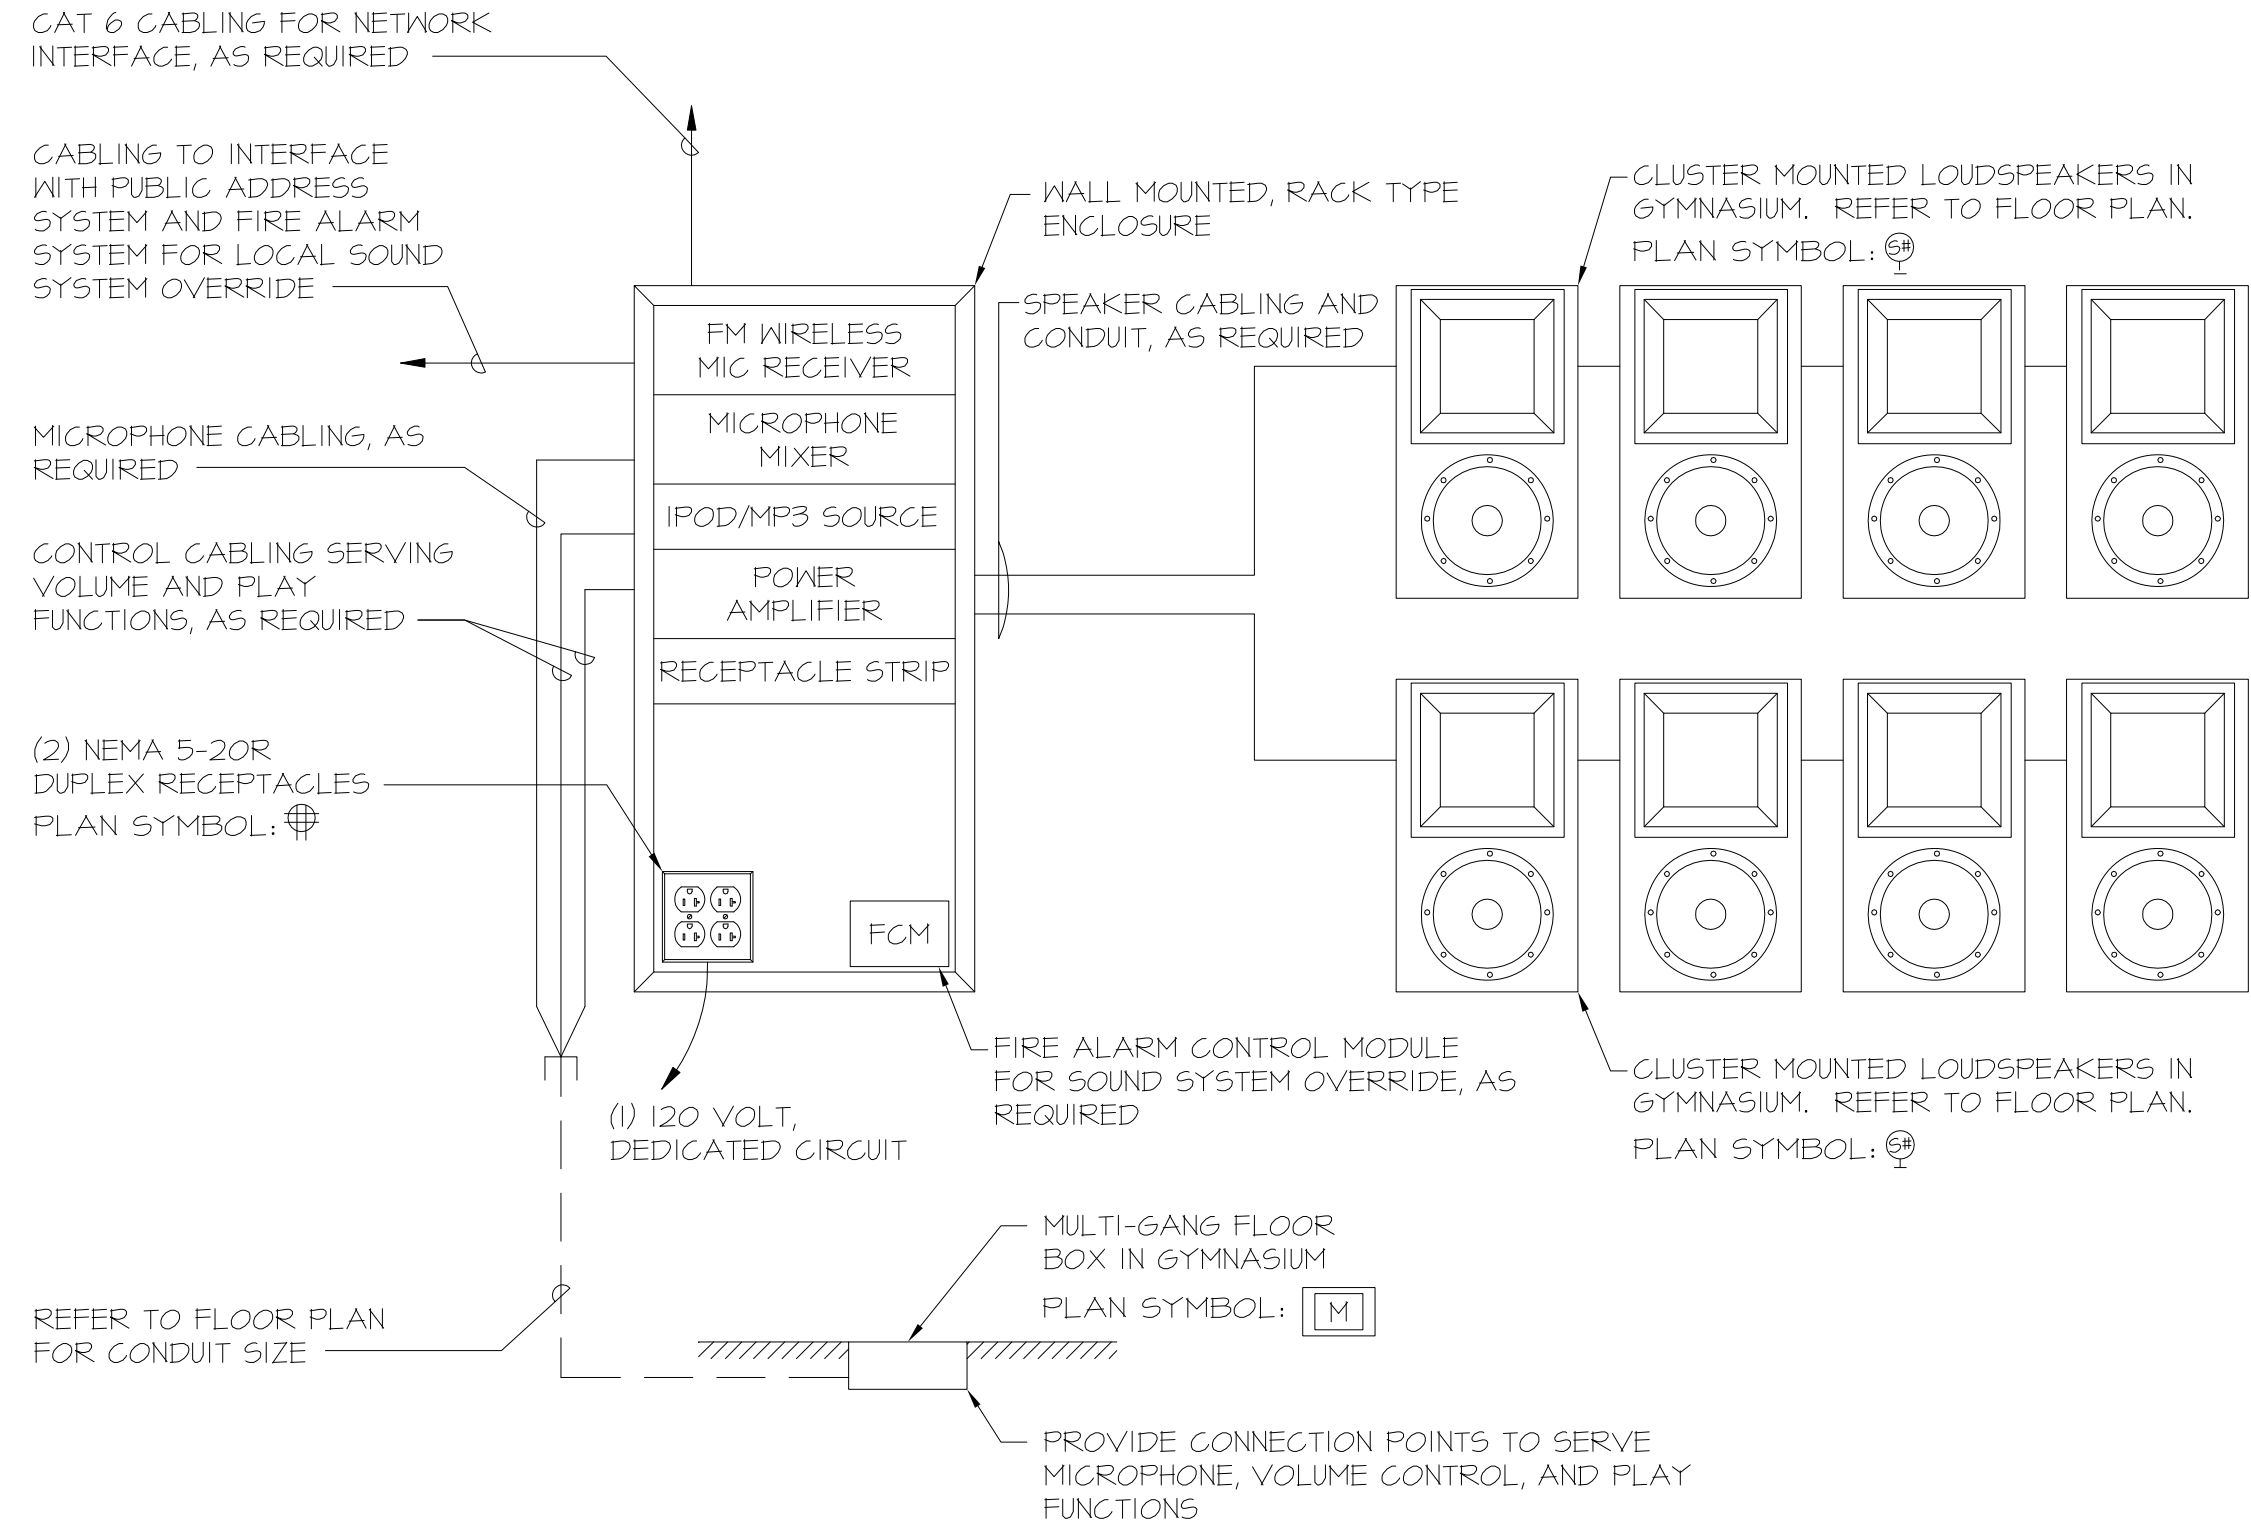 CAT 6 CABLING FOR NETWORK
INTERFACE, AS REQUIRED
CABLING TO INTERFACE
WITH PUBLIC ADDRESS
SYSTEM AND FIRE ALARM
SYSTEM FOR LOCAL SOUND
SYSTEM OVERRIDE
MICROPHONE CABLING, AS
REQUIRED
CONTROL CABLING SERVING
VOLUME AND PLAY
FUNCTIONS, AS REQUIRED
(2) NEMA 5-20R
DUPLEX RECEPTACLES
PLAN SYMBOL:
REFER TO FLOOR PLAN
FOR CONDUIT SIZE
FM WIRELESS
MIC RECEIVER
MICROPHONE
MIXER
IPOD/MP3 SOURCE
POWER
AMPLIFIER
RECEPTACLE STRIP
FCM
(1) 120 VOLT,
DEDICATED CIRCUIT
WALL MOUNTED, RACK TYPE
ENCLOSURE
SPEAKER CABLING AND
CONDUIT, AS REQUIRED
FIRE ALARM CONTROL MODULE
FOR SOUND SYSTEM OVERRIDE, AS
REQUIRED
MULTI-GANG FLOOR
BOX IN GYMNASIUM
PLAN SYMBOL: M
PROVIDE CONNECTION POINTS TO SERVE
MICROPHONE, VOLUME CONTROL, AND PLAY
FUNCTIONS
CLUSTER MOUNTED LOUDSPEAKERS IN
GYMNASIUM. REFER TO FLOOR PLAN.
PLAN SYMBOL: S#
CLUSTER MOUNTED LOUDSPEAKERS IN
GYMNASIUM. REFER TO FLOOR PLAN.
PLAN SYMBOL: S#